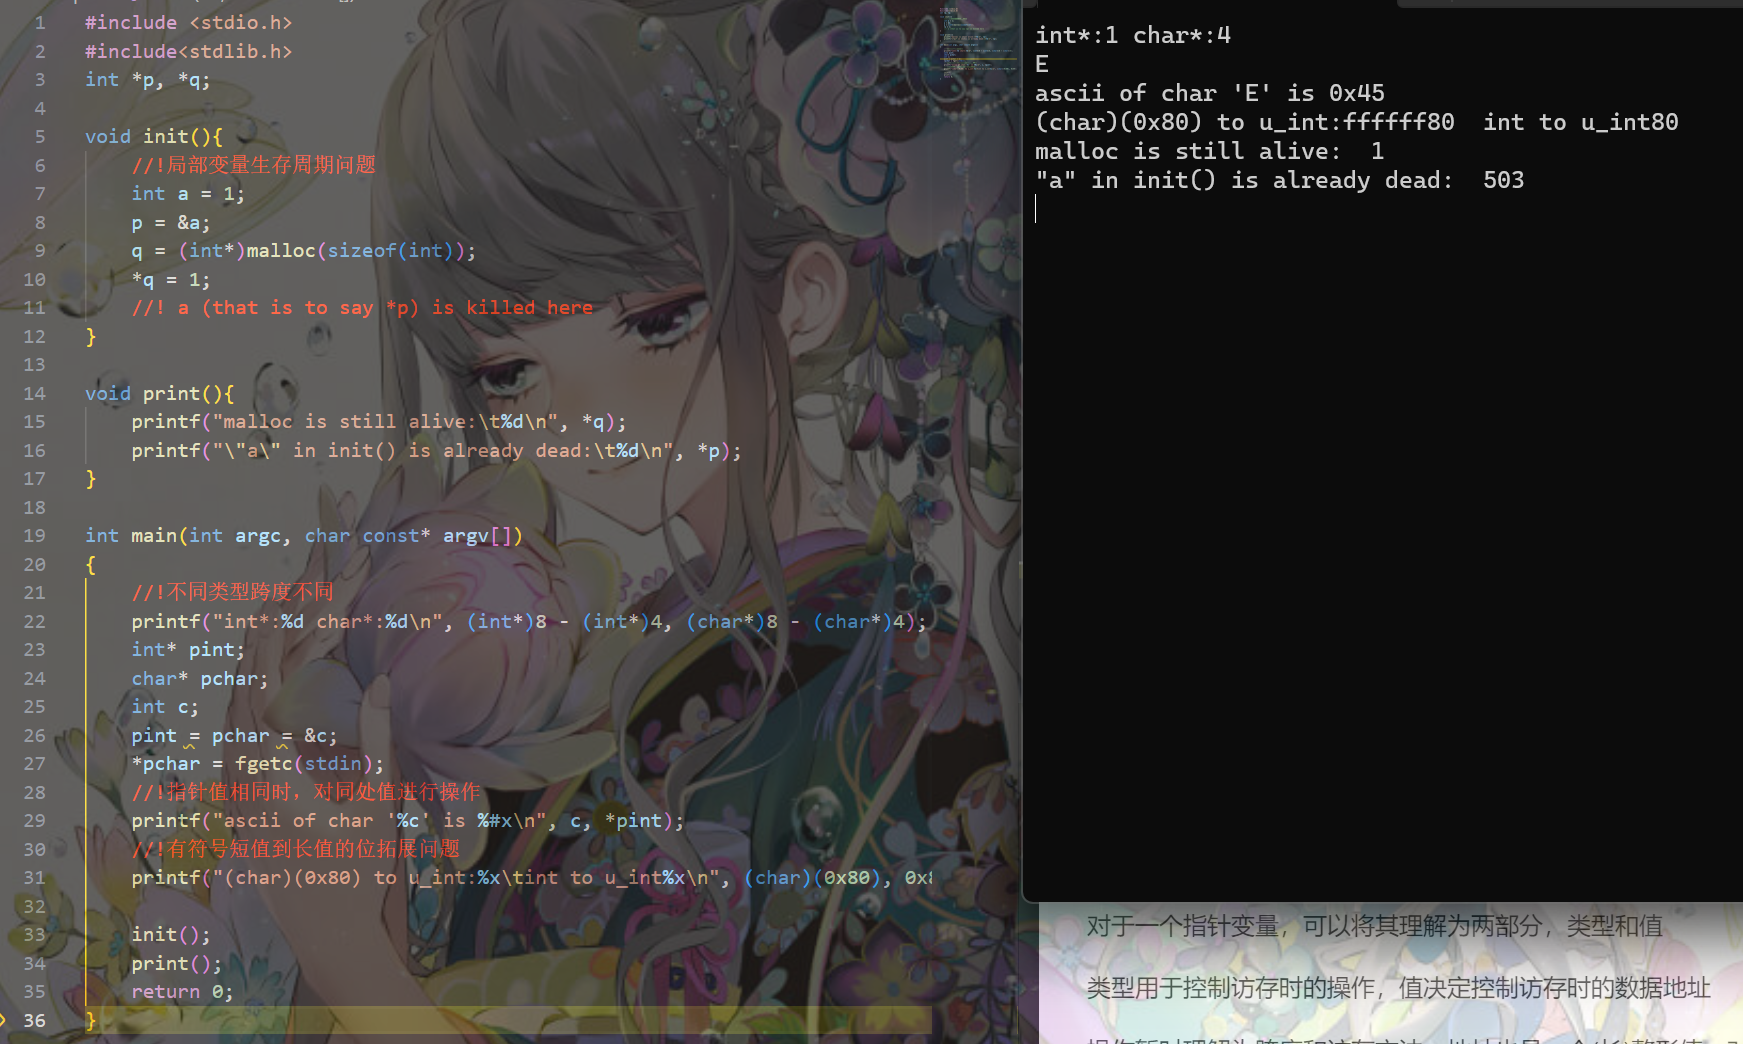 1 #include <stdio.h>
2 #include<stdlib.h>
3 int *p, *q;
4
5 void init(){
6 //!局部变量生存周期问题
7 int a = 1;
8 p = &a;
9 q = (int*)malloc(sizeof(int));
10 *q = 1;
11 //! a (that is to say *p) is killed here
12 }
13
14 void print(){
15 printf("malloc is still alive:\t%d\n", *q);
16 printf("\"a\" in init() is already dead:\t%d\n", *p);
17 }
18
19 int main(int argc, char const* argv[])
20 {
21 //!不同类型跨度不同
22 printf("int*:%d char*:%d\n", (int*)8 - (int*)4, (char*)8 - (char*)4);
23 int* pint;
24 char* pchar;
25 int c;
26 pint = pchar = &c;
27 *pchar = fgetc(stdin);
28 //!指针值相同时，对同处值进行操作
29 printf("ascii of char '%c' is %#x\n", c, *pint);
30 //!有符号短值到长值的位拓展问题
31 printf("(char)(0x80) to u_int:%x\tint to u_int%x\n", (char)(0x80), 0x8
32
33 init();
34 print();
35 return 0;
36 }
int*:1 char*:4
E
ascii of char 'E' is 0x45
(char)(0x80) to u_int:ffffff80 int to u_int80
malloc is still alive: 1
"a" in init() is already dead: 503
对于一个指针变量，可以将其理解为两部分，类型和值
类型用于控制访存时的操作，值决定控制访存时的数据地址